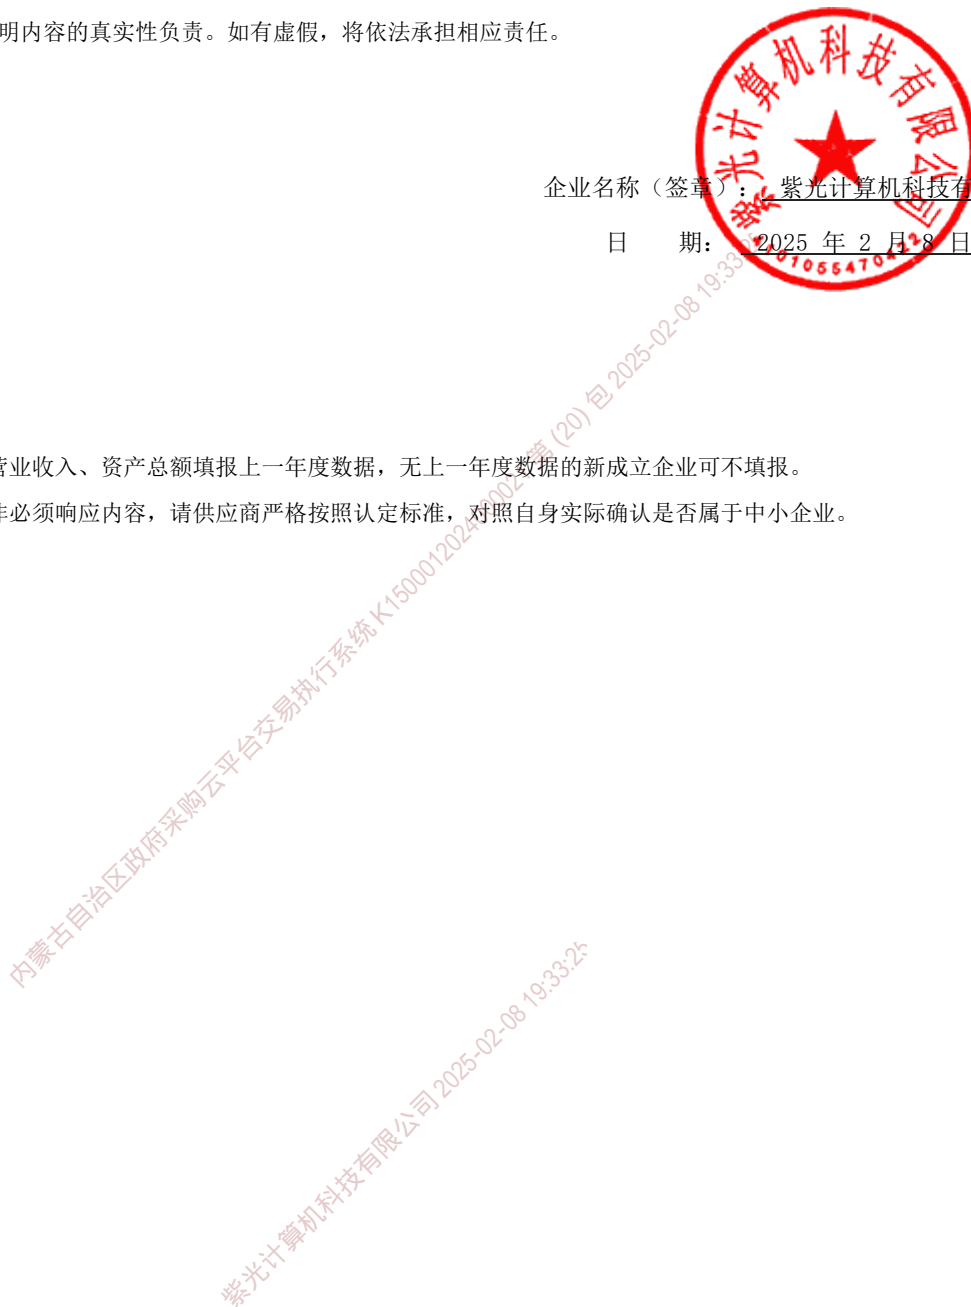 明内容的真实性负责。如有虚假，将依法承担相应责任。
紫光计算机科技有限公司
企业名称（签章）：紫光计算机科技有
日 期：2025 年 2 月 8 日
营业收入、资产总额填报上一年度数据，无上一年度数据的新成立企业可不填报。
非必须响应内容，请供应商严格按照认定标准，对照自身实际确认是否属于中小企业。
内蒙古自治区政府采购云平台交易执行系统
第 (20) 包 2025-02-08 19:33:25
紫光计算机科技有限公司 2025-02-08 19:33:25